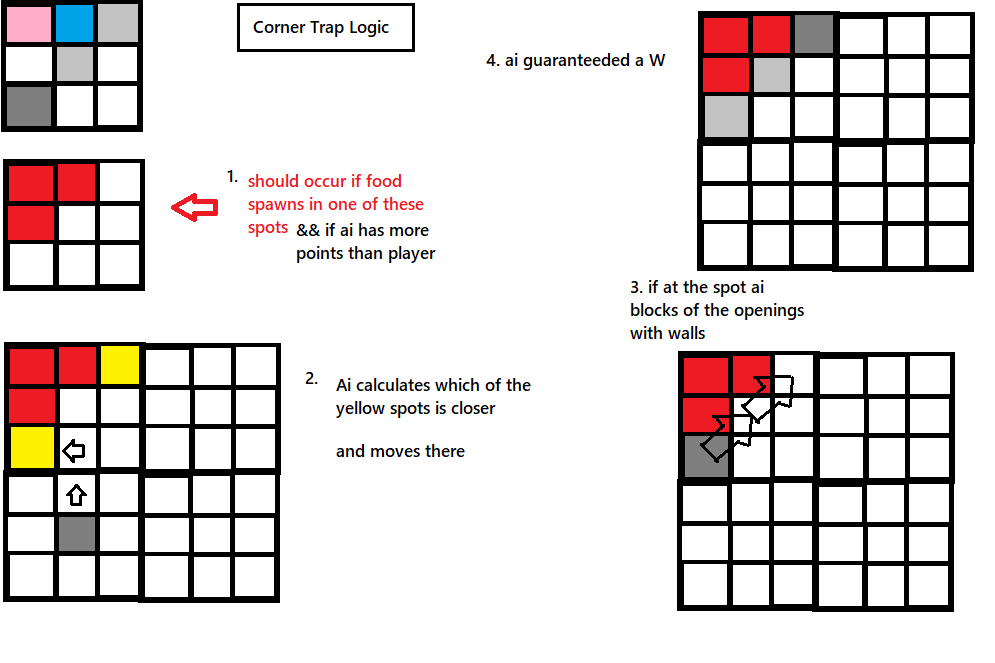 Corner Trap Logic
1. should occur if food
spawns in one of these
spots && if ai has more
points than player
2. Ai calculates which of the
yellow spots is closer
and moves there
4. ai guaranteeded a W
3. if at the spot ai
blocks of the openings
with walls